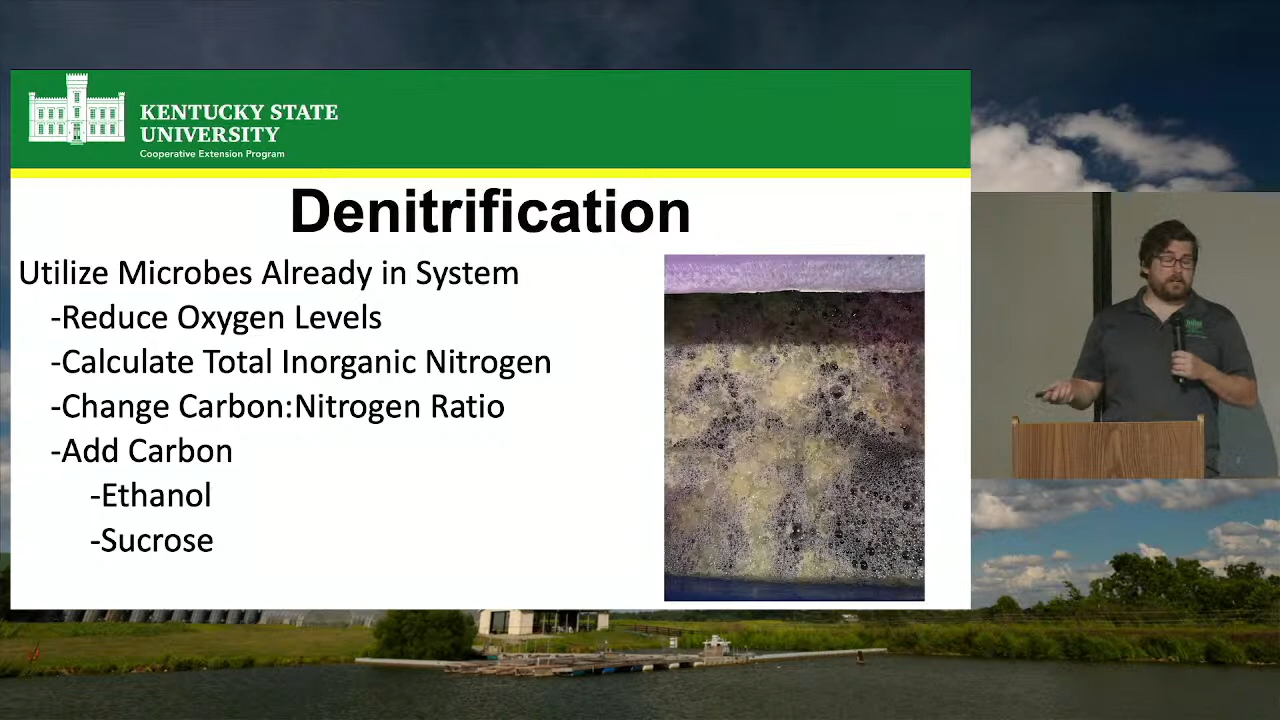 KENTUCKY STATE
UNIVERSITY
Cooperative Extension Program
Denitrification
Utilize Microbes Already in System
-Reduce Oxygen Levels
-Calculate Total Inorganic Nitrogen
-Change Carbon:Nitrogen Ratio
-Add Carbon
-Ethanol
-Sucrose